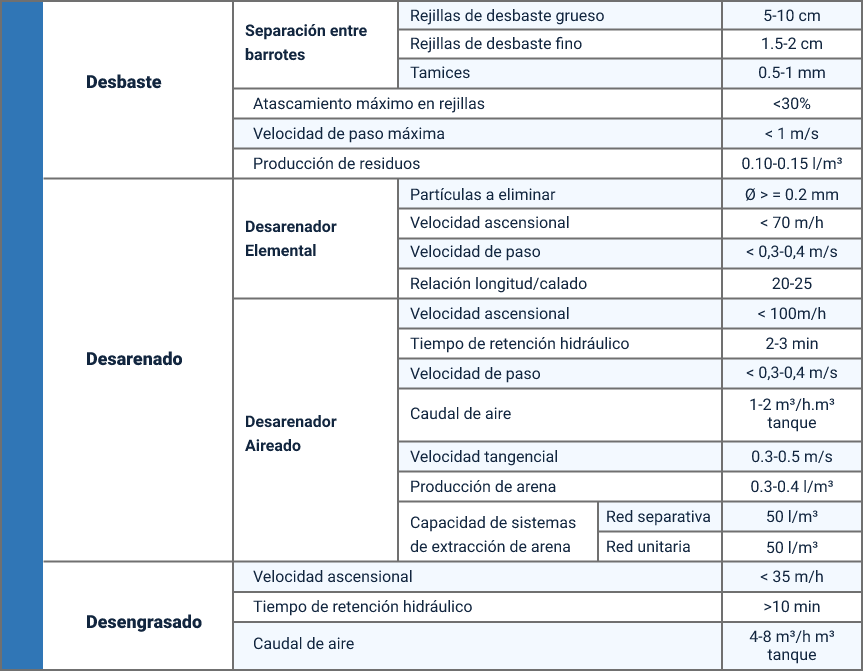 Desbaste
Separación entre
barrotes
Rejillas de desbaste grueso
5-10 cm
Rejillas de desbaste fino
1.5-2 cm
Tamices
0.5-1 mm
Atascamiento máximo en rejillas
<30%
Velocidad de paso máxima
< 1 m/s
Producción de residuos
0.10-0.15 l/m³
Desarenado
Desarenador
Elemental
Partículas a eliminar
Ø > = 0.2 mm
Velocidad ascensional
< 70 m/h
Velocidad de paso
< 0,3-0,4 m/s
Relación longitud/calado
20-25
Desarenador
Aireado
Velocidad ascensional
< 100m/h
Tiempo de retención hidráulico
2-3 min
Velocidad de paso
< 0,3-0,4 m/s
Caudal de aire
1-2 m³/h.m³
tanque
Velocidad tangencial
0.3-0.5 m/s
Producción de arena
0.3-0.4 l/m³
Capacidad de sistemas
de extracción de arena
Red separativa
50 l/m³
Red unitaria
50 l/m³
Desengrasado
Velocidad ascensional
< 35 m/h
Tiempo de retención hidráulico
>10 min
Caudal de aire
4-8 m³/h m³
tanque